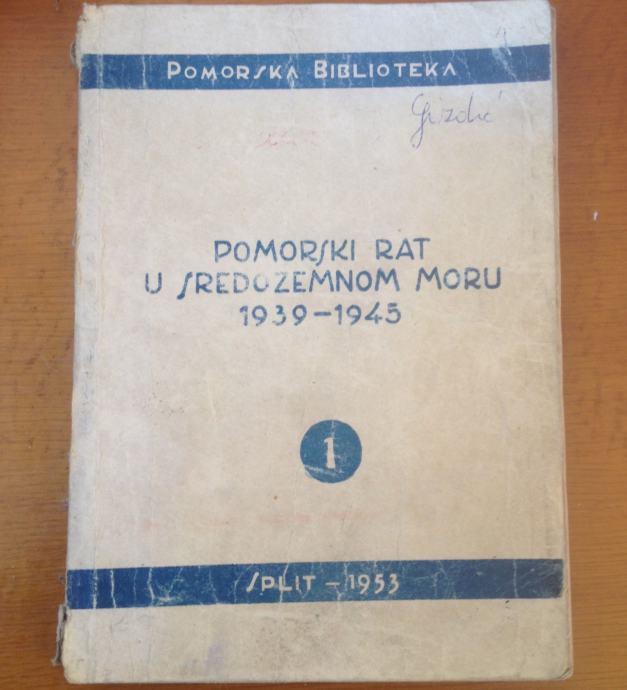 POMORSKA BIBLIOTEKA
POMORSKI RAT
U SREDOZEMNOM MORU
1939-1945
1
SPLIT - 1953